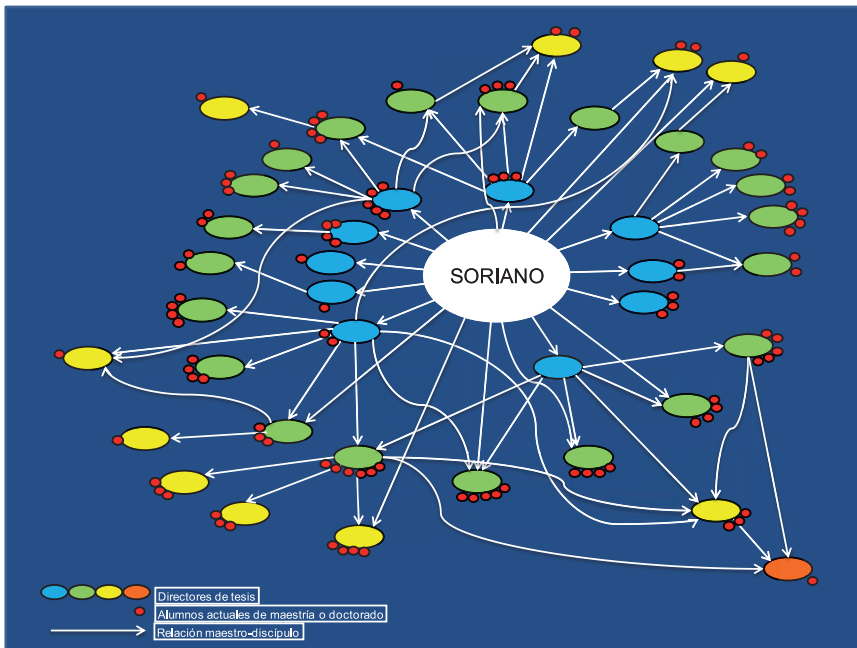 SORIANO
Directores de tesis
Alumnos actuales de maestría o doctorado
Relación maestro-discípulo